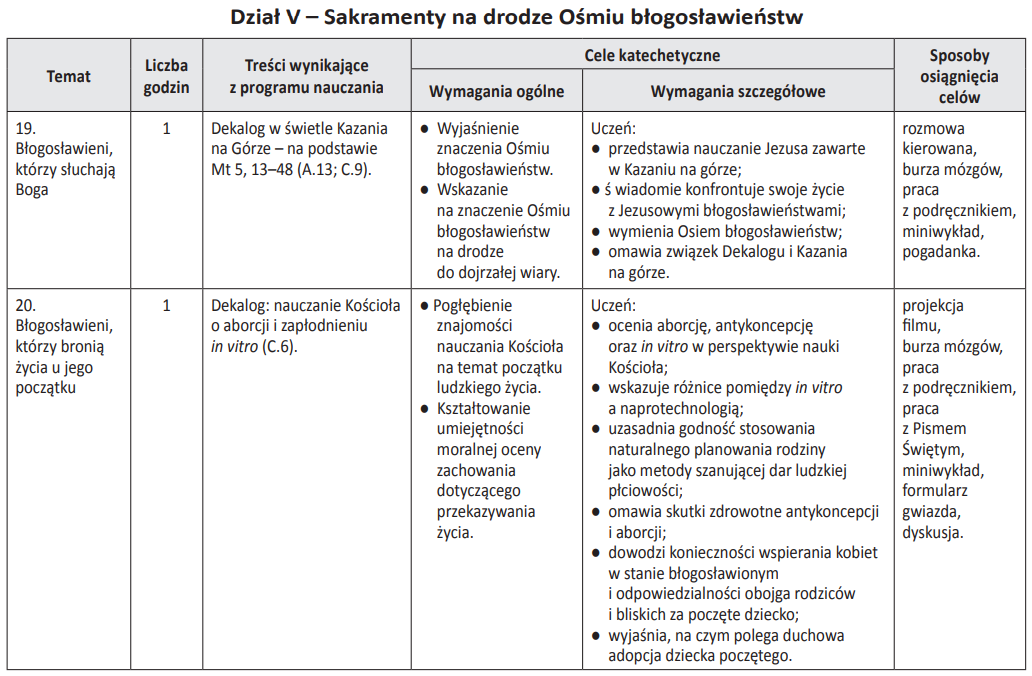 Dział V – Sakramenty na drodze Ośmiu błogosławieństw
Temat
Liczba
godzin
Treści wynikające
z programu nauczania
Cele katechetyczne
Wymagania ogólne
Wymagania szczegółowe
Sposoby
osiągnięcia
celów
19.
Błogosławieni,
którzy słuchają
Boga
1
Dekalog w świetle Kazania
na Górze – na podstawie
Mt 5, 13–48 (A.13; C.9).
● Wyjaśnienie
znaczenia Ośmiu
błogosławieństw.
● Wskazanie
na znaczenie Ośmiu
błogosławieństw
na drodze
do dojrzałej wiary.
Uczeń:
● przedstawia nauczanie Jezusa zawarte
w Kazaniu na górze;
● ś wiadomie konfrontuje swoje życie
z Jezusowymi błogosławieństwami;
● wymienia Osiem błogosławieństw;
● omawia związek Dekalogu i Kazania
na górze.
rozmowa
kierowana,
burza mózgów,
praca
z podręcznikiem,
miniwykład,
pogadanka.
20.
Błogosławieni,
którzy bronią
życia u jego
początku
1
Dekalog: nauczanie Kościoła
o aborcji i zapłodnieniu
in vitro (C.6).
● Pogłębienie
znajomości
nauczania Kościoła
na temat początku
ludzkiego życia.
● Kształtowanie
umiejętności
moralnej oceny
zachowania
dotyczącego
przekazywania
życia.
Uczeń:
● ocenia aborcję, antykoncepcję
oraz in vitro w perspektywie nauki
Kościoła;
● wskazuje różnice pomiędzy in vitro
a naprotechnologią;
● uzasadnia godność stosowania
naturalnego planowania rodziny
jako metody szanującej dar ludzkiej
płciowości;
● omawia skutki zdrowotne antykoncepcji
i aborcji;
● dowodzi konieczności wspierania kobiet
w stanie błogosławionym
i odpowiedzialności obojga rodziców
i bliskich za poczęte dziecko;
● wyjaśnia, na czym polega duchowa
adopcja dziecka poczętego.
projekcja
filmu,
burza mózgów,
praca
z podręcznikiem,
praca
z Pismem
Świętym,
miniwykład,
formularz
gwiazda,
dyskusja.